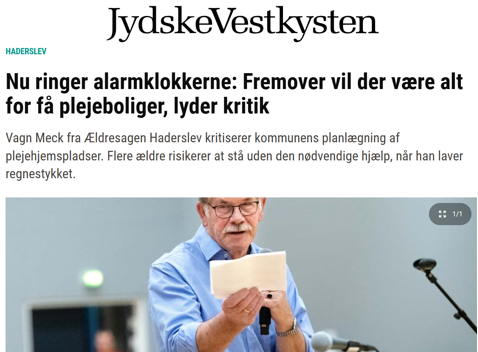 JydskeVestkysten
HADERSLEV
Nu ringer alarmklokkerne: Fremover vil der være alt
for få plejeboliger, lyder kritik
Vagn Meck fra Ældresagen Haderslev kritiserer kommunens planlægning af
plejehjemspladser. Flere ældre risikerer at stå uden den nødvendige hjælp, når han laver
regnestykket.
1/1